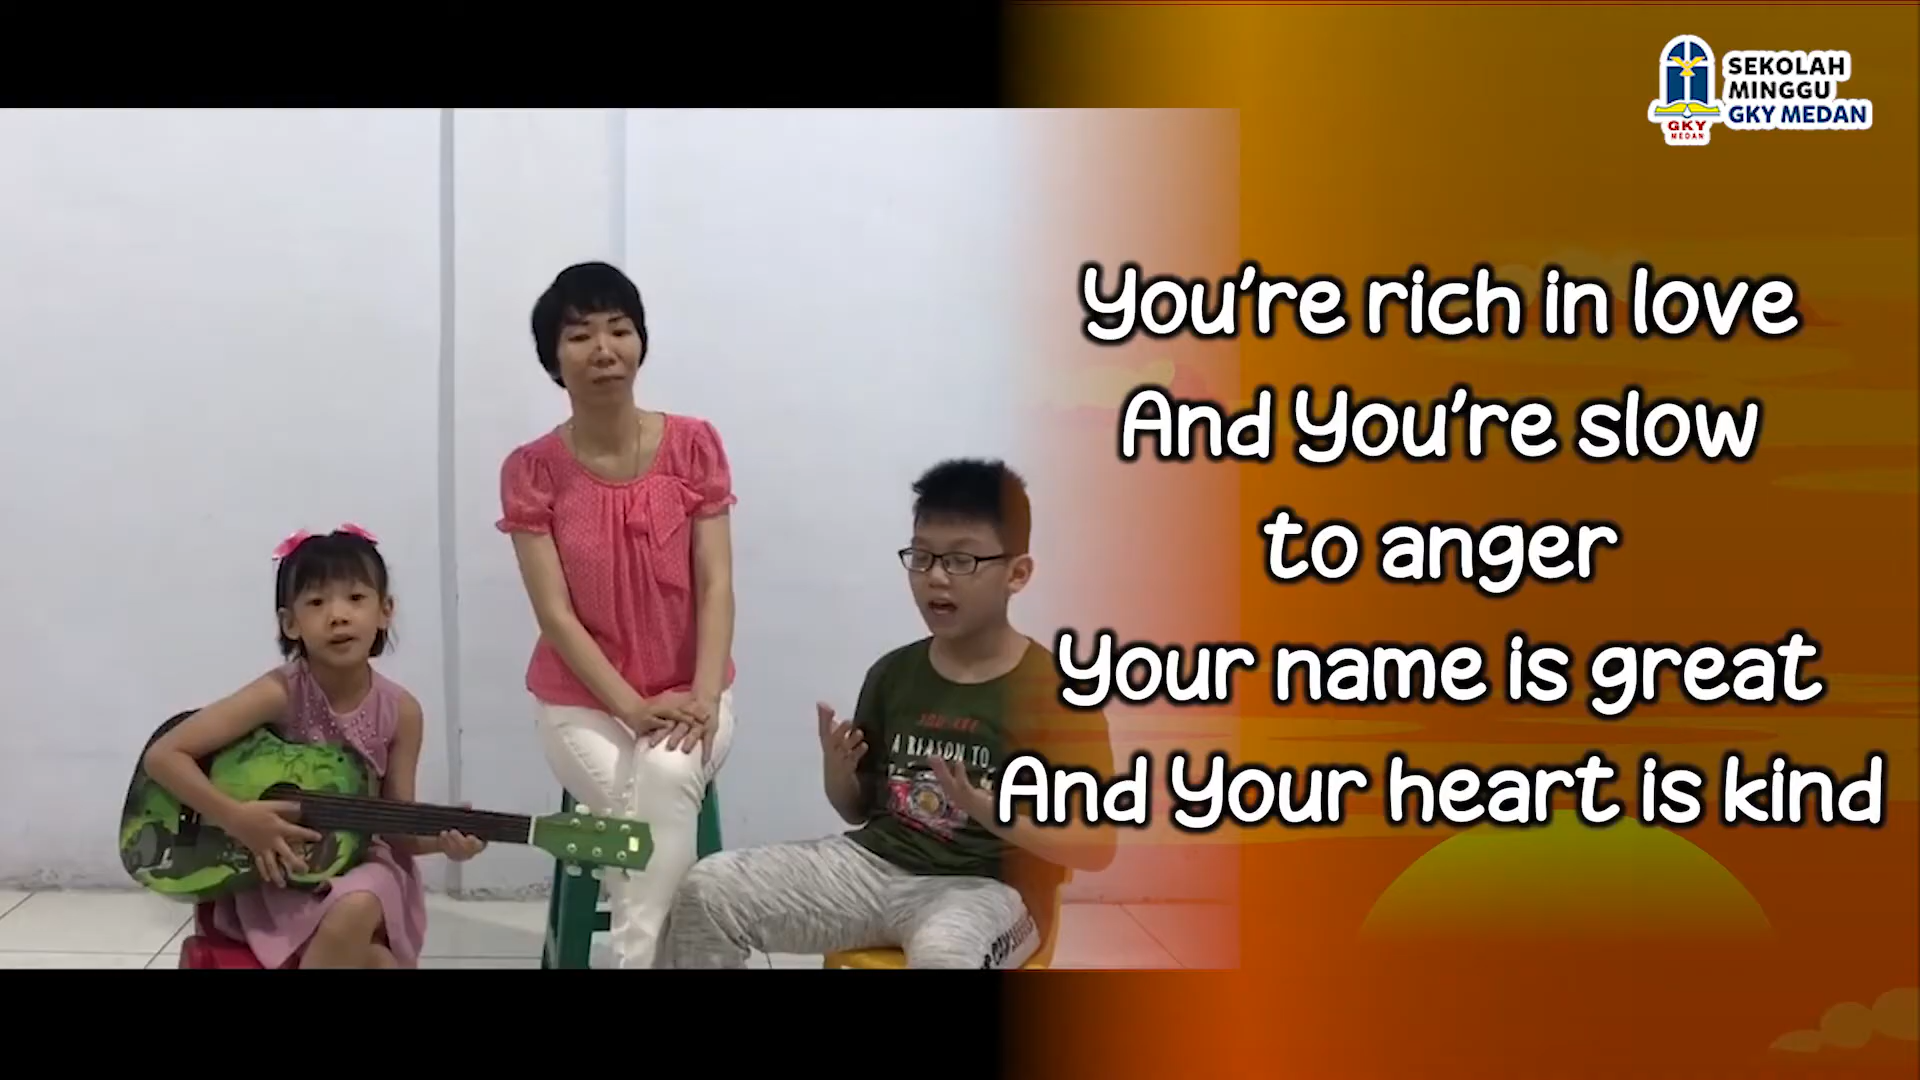 SEKOLAH
MINGGU
GKY MEDAN
GKY
MEDAN
You're rich in love
And You're slow
to anger
Your name is great
And Your heart is kind
A REASON TO